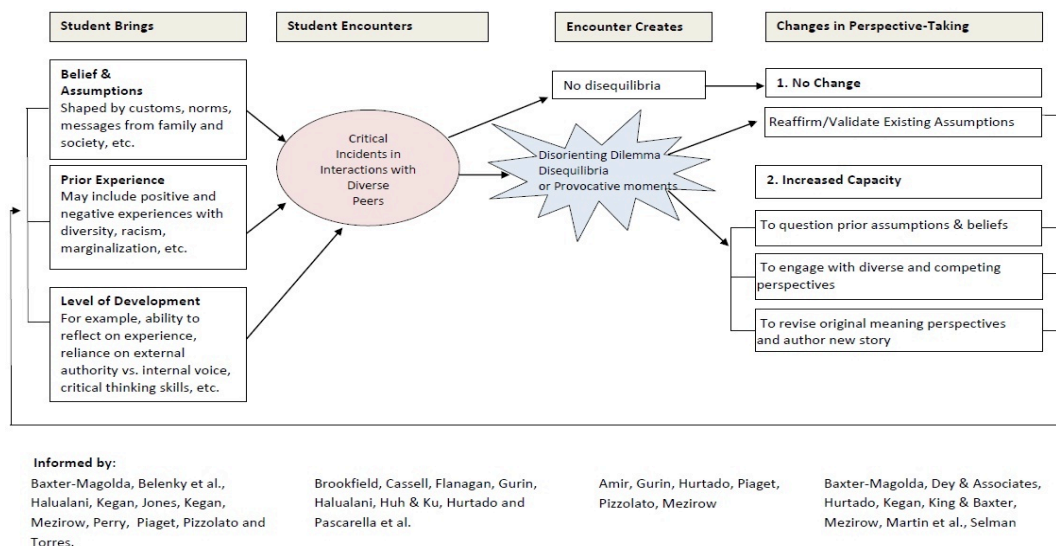 Student Brings
Student Encounters
Encounter Creates
Changes in Perspective-Taking
Belief &
Assumptions
Shaped by customs, norms,
messages from family and
society, etc.
Prior Experience
May include positive and
negative experiences with
diversity, racism,
marginalization, etc.
Level of Development
For example, ability to
reflect on experience,
reliance on external
authority vs. internal voice,
critical thinking skills, etc.
Critical
Incidents in
Interactions with
Diverse
Peers
No disequilibria
Disorienting Dilemma
Disequilibria
or Provocative moments
1. No Change
Reaffirm/Validate Existing Assumptions
2. Increased Capacity
To question prior assumptions & beliefs
To engage with diverse and competing
perspectives
To revise original meaning perspectives
and author new story
Informed by:
Baxter-Magolda, Belenky et al.,
Halualani, Kegan, Jones, Kegan,
Mezirow, Perry, Piaget, Pizzolato and
Torres.
Brookfield, Cassell, Flanagan, Gurin,
Halualani, Huh & Ku, Hurtado and
Pascarella et al.
Amir, Gurin, Hurtado, Piaget,
Pizzolato, Mezirow
Baxter-Magolda, Dey & Associates,
Hurtado, Kegan, King & Baxter,
Mezirow, Martin et al., Selman